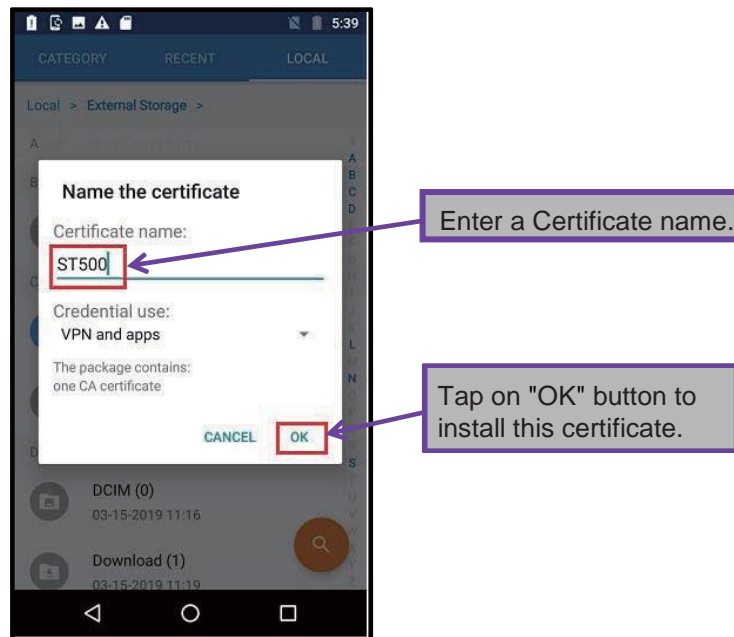 5:39
CATEGORY RECENT LOCAL
Local > External Storage >
A
A
B
B
C
D
Name the certificate
Certificate name:
ST500
Enter a Certificate name.
Credential use:
VPN and apps
L
The package contains:
one CA certificate
N
Tap on "OK" button to
install this certificate.
CANCEL OK
D
S
DCIM (0)
03-15-2019 11:16
Download (1)
03-15-2019 11:19